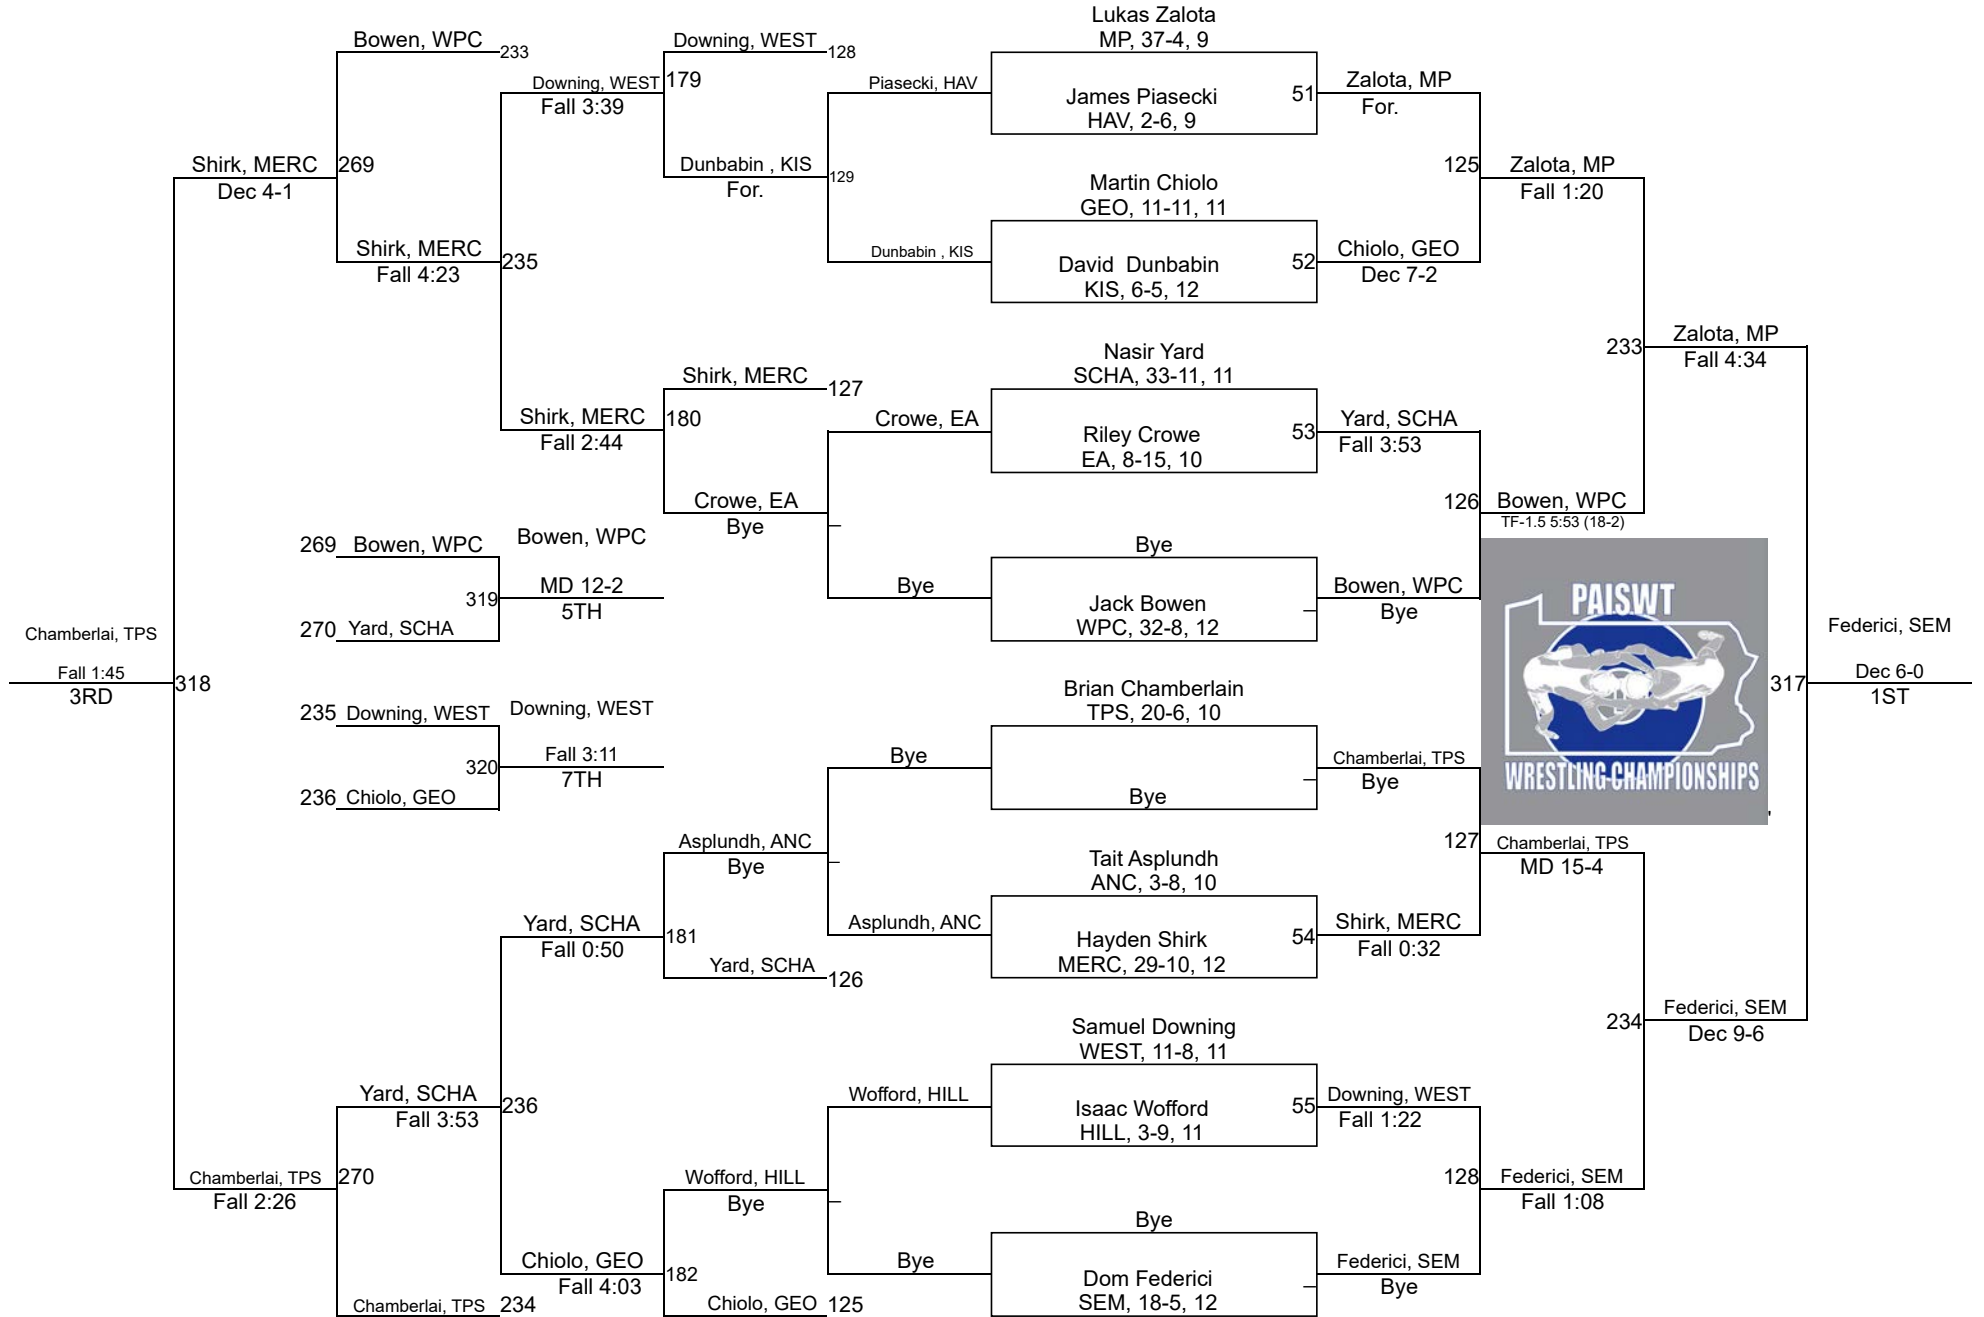 Lukas Zalota
MP, 37-4, 9
James Piasecki
HAV, 2-6, 9
51
Zalota, MP
For.
Martin Chiolo
GEO, 11-11, 11
David  Dunbabin
KIS, 6-5, 12
52
Chiolo, GEO
Dec 7-2
125
Zalota, MP
Fall 1:20
Nasir Yard
SCHA, 33-11, 11
Riley Crowe
EA, 8-15, 10
53
Yard, SCHA
Fall 3:53
Bye
Jack Bowen
WPC, 32-8, 12
Bowen, WPC
Bye
126
Bowen, WPC
TF-1.5 5:53 (18-2)
233
Zalota, MP
Fall 4:34
Brian Chamberlain
TPS, 20-6, 10
Bye
Chamberlai, TPS
Bye
Tait Asplundh
ANC, 3-8, 10
Hayden Shirk
MERC, 29-10, 12
54
Shirk, MERC
Fall 0:32
127
Chamberlai, TPS
MD 15-4
Samuel Downing
WEST, 11-8, 11
Isaac Wofford
HILL, 3-9, 11
55
Downing, WEST
Fall 1:22
Bye
Dom Federici
SEM, 18-5, 12
Federici, SEM
Bye
128
Federici, SEM
Fall 1:08
234
Federici, SEM
Dec 9-6
317
Federici, SEM
Dec 6-0
1ST
PAISWT
WRESTLING CHAMPIONSHIPS
Piasecki, HAV
Dunbabin , KIS
129
Dunbabin , KIS
For.
Downing, WEST
128
179
Downing, WEST
Fall 3:39
Crowe, EA
Bye
Crowe, EA
Bye
Shirk, MERC
127
180
Shirk, MERC
Fall 2:44
235
Shirk, MERC
Fall 4:23
Bowen, WPC
233
269
Shirk, MERC
Dec 4-1
269
Bowen, WPC
270
Yard, SCHA
319
Bowen, WPC
MD 12-2
5TH
235
Downing, WEST
236
Chiolo, GEO
320
Downing, WEST
Fall 3:11
7TH
Bye
Asplundh, ANC
Asplundh, ANC
Bye
Yard, SCHA
126
181
Yard, SCHA
Fall 0:50
Wofford, HILL
Bye
Wofford, HILL
Bye
Chiolo, GEO
125
182
Chiolo, GEO
Fall 4:03
236
Yard, SCHA
Fall 3:53
Chamberlai, TPS
234
270
Chamberlai, TPS
Fall 2:26
318
Chamberlai, TPS
Fall 1:45
3RD